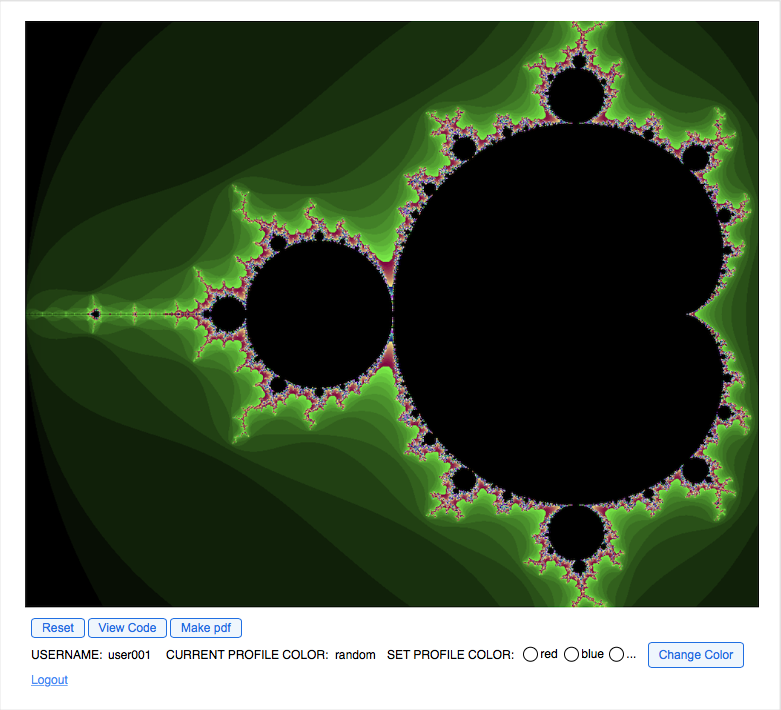 Reset View Code Make pdf
USERNAME: user001 CURRENT PROFILE COLOR: random SET PROFILE COLOR: red blue ... Change Color
Logout